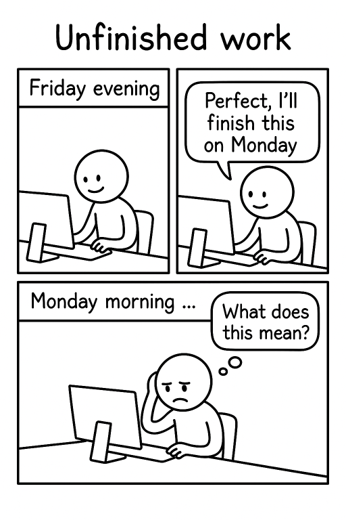 Unfinished work
Friday evening
Perfect, I'll
finish this
on Monday
Monday morning ...
What does
this mean?